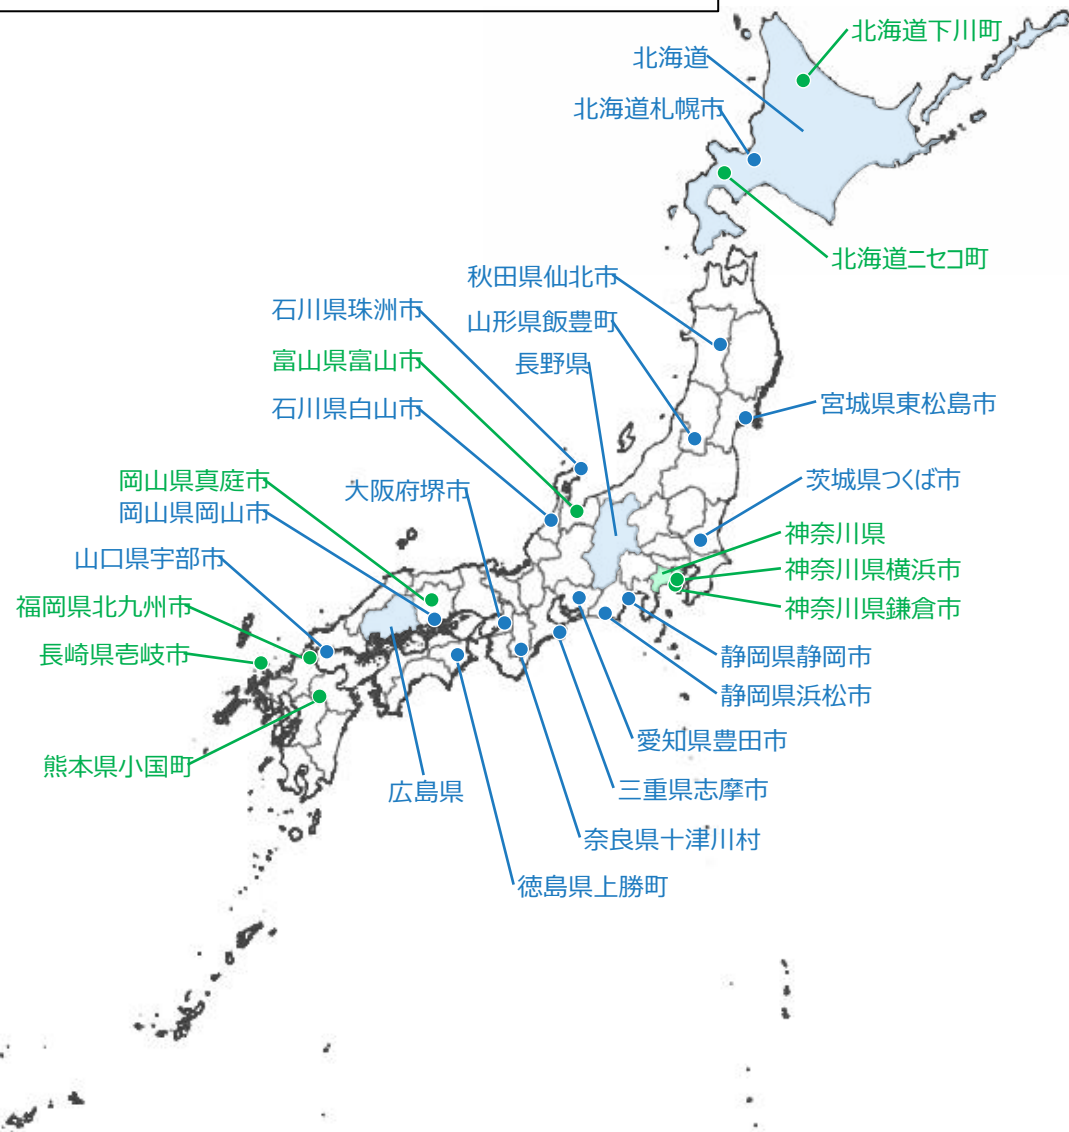 北海道下川町
北海道
北海道札幌市
北海道ニセコ町
秋田県仙北市
石川県珠洲市
山形県飯豊町
富山県富山市
長野県
宮城県東松島市
石川県白山市
岡山県真庭市
大阪府堺市
茨城県つくば市
岡山県岡山市
神奈川県
山口県宇部市
神奈川県横浜市
福岡県北九州市
神奈川県鎌倉市
長崎県壱岐市
静岡県静岡市
静岡県浜松市
愛知県豊田市
熊本県小国町
広島県
三重県志摩市
奈良県十津川村
徳島県上勝町